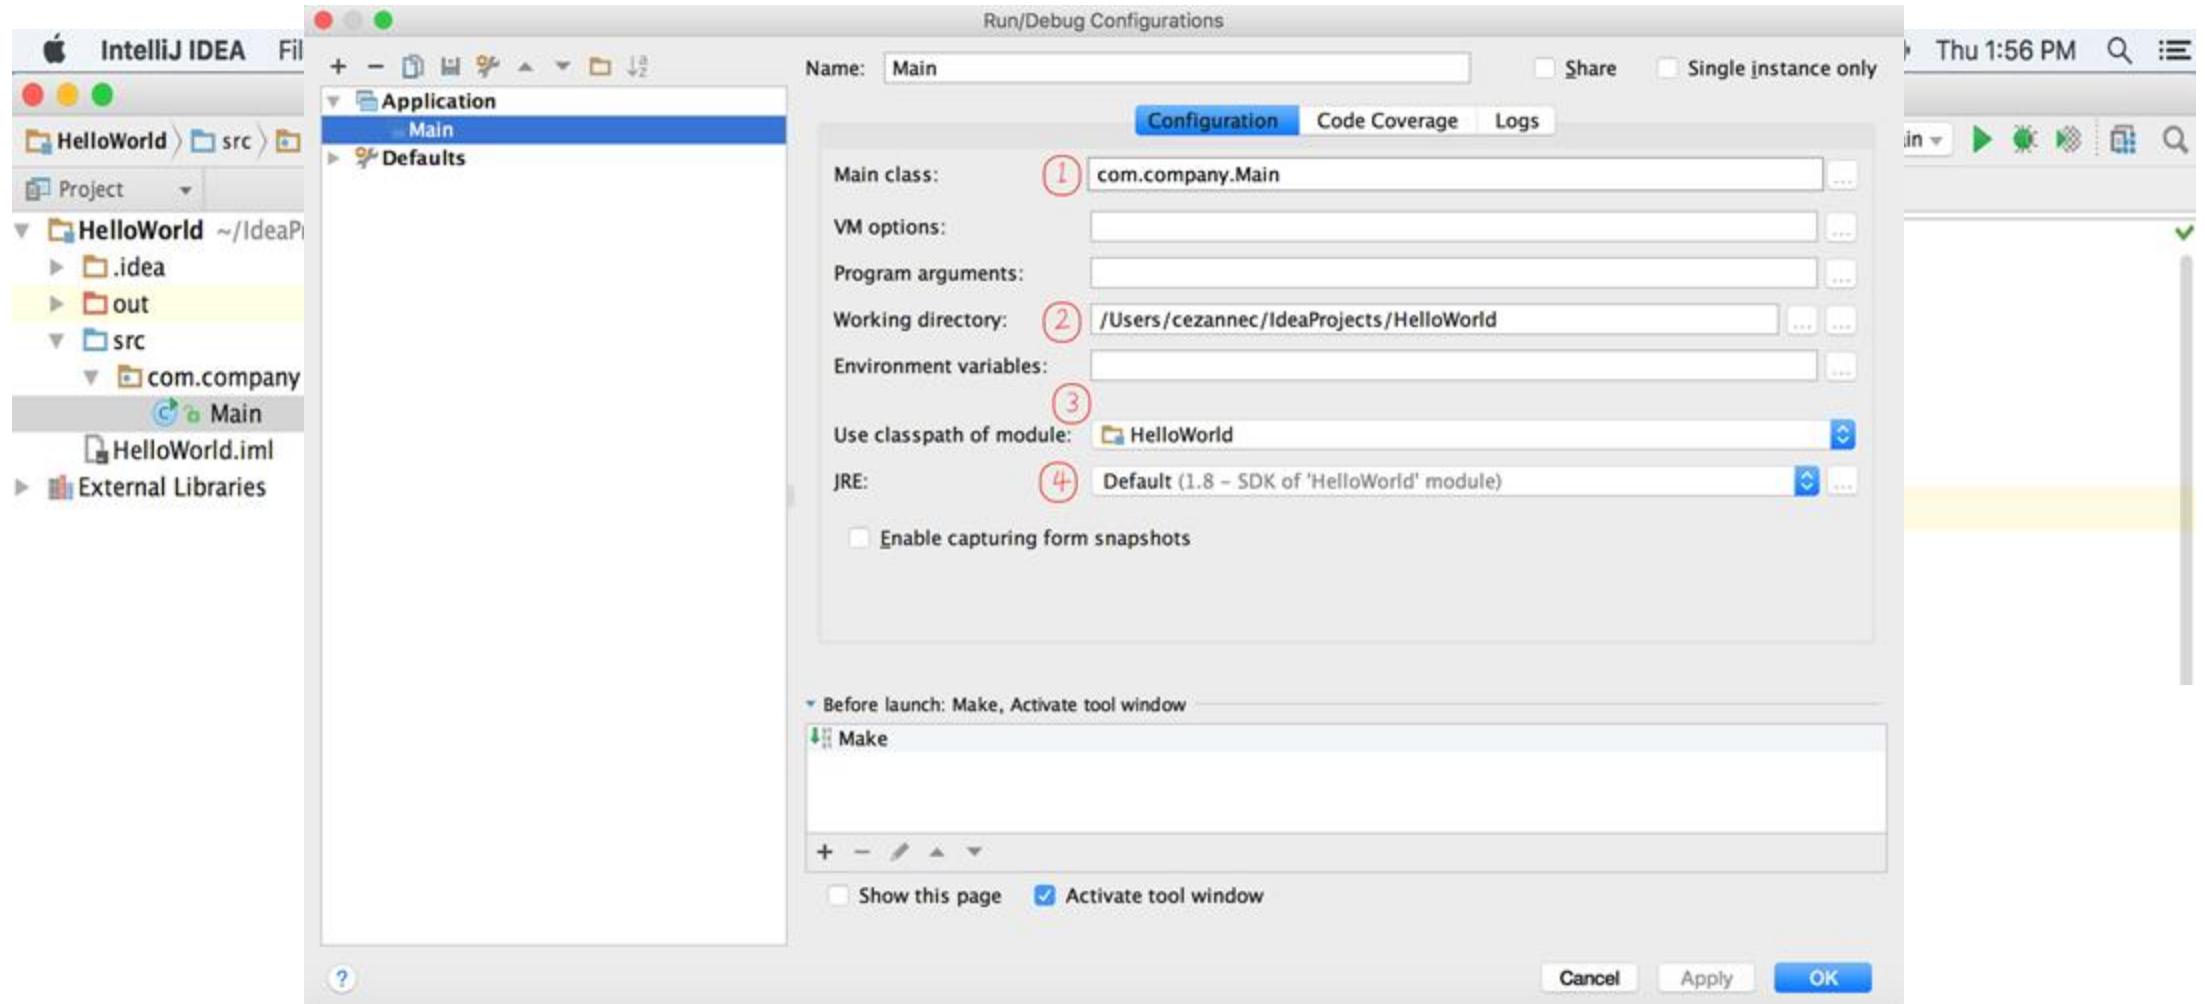 Run/Debug Configurations
IntelliJ IDEA Fil
Thu 1:56 PM
HelloWorld src
Project
HelloWorld ~/IdeaP
.idea
out
src
com.company
Main
HelloWorld.iml
External Libraries
Application
Main
Defaults
Name: Main
Share
Single instance only
Configuration Code Coverage Logs
Main class: 1 com.company.Main ...
VM options: ...
Program arguments: ...
Working directory: 2 /Users/cezannec/IdeaProjects/HelloWorld ... ...
Environment variables: ...
3
Use classpath of module: HelloWorld
JRE: 4 Default (1.8 – SDK of 'HelloWorld' module) ...
Enable capturing form snapshots
Before launch: Make, Activate tool window
Make
Show this page Activate tool window
? Cancel Apply OK
in